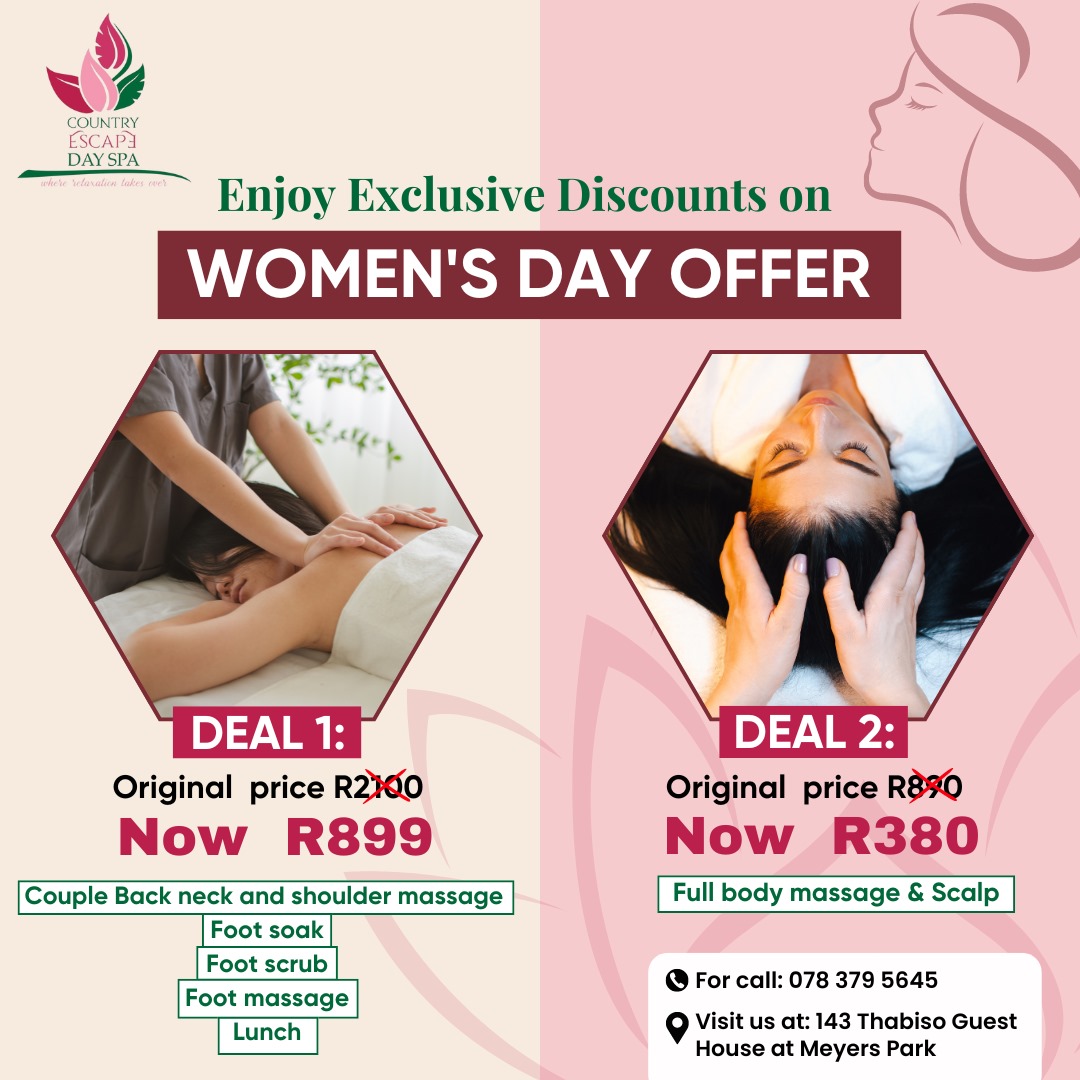 COUNTRY
ESCAPE
DAY SPA
where relaxation takes over
Enjoy Exclusive Discounts on
WOMEN'S DAY OFFER
DEAL 1:
Original price R2100
Now R899
Couple Back neck and shoulder massage
Foot soak
Foot scrub
Foot massage
Lunch
DEAL 2:
Original price R890
Now R380
Full body massage & Scalp
For call: 078 379 5645
Visit us at: 143 Thabiso Guest
House at Meyers Park